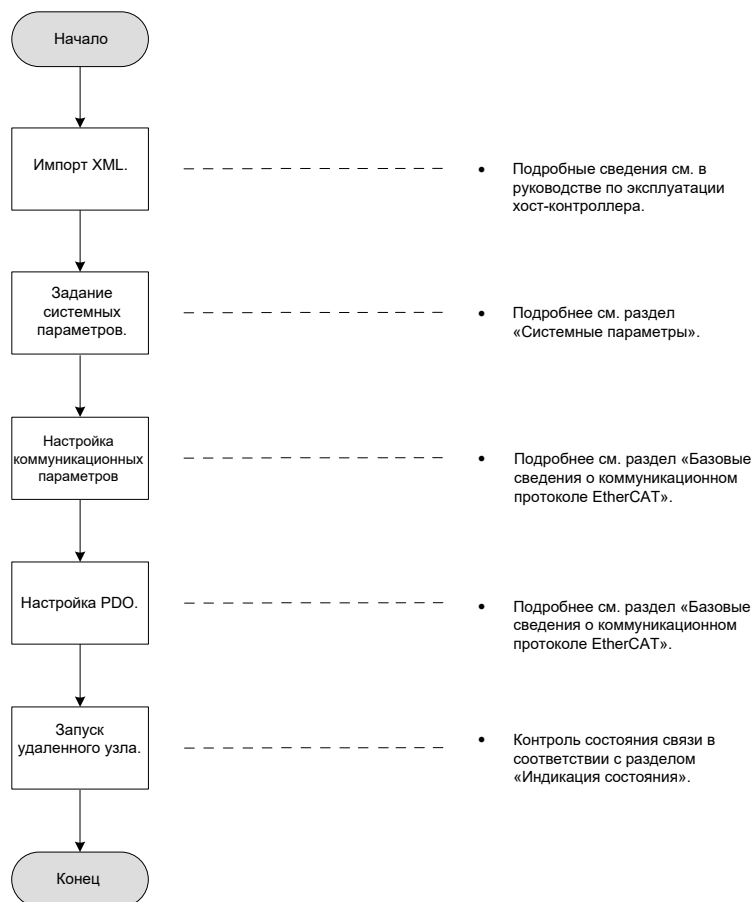 Начало
Импорт XML.
• Подробные сведения см. в
руководстве по эксплуатации
хост-контроллера.
Задание
системных
параметров.
• Подробнее см. раздел
«Системные параметры».
Настройка
коммуникационных
параметров
• Подробнее см. раздел «Базовые
сведения о коммуникационном
протоколе EtherCAT».
Настройка PDO.
• Подробнее см. раздел «Базовые
сведения о коммуникационном
протоколе EtherCAT».
Запуск
удаленного узла.
• Контроль состояния связи в
соответствии с разделом
«Индикация состояния».
Конец